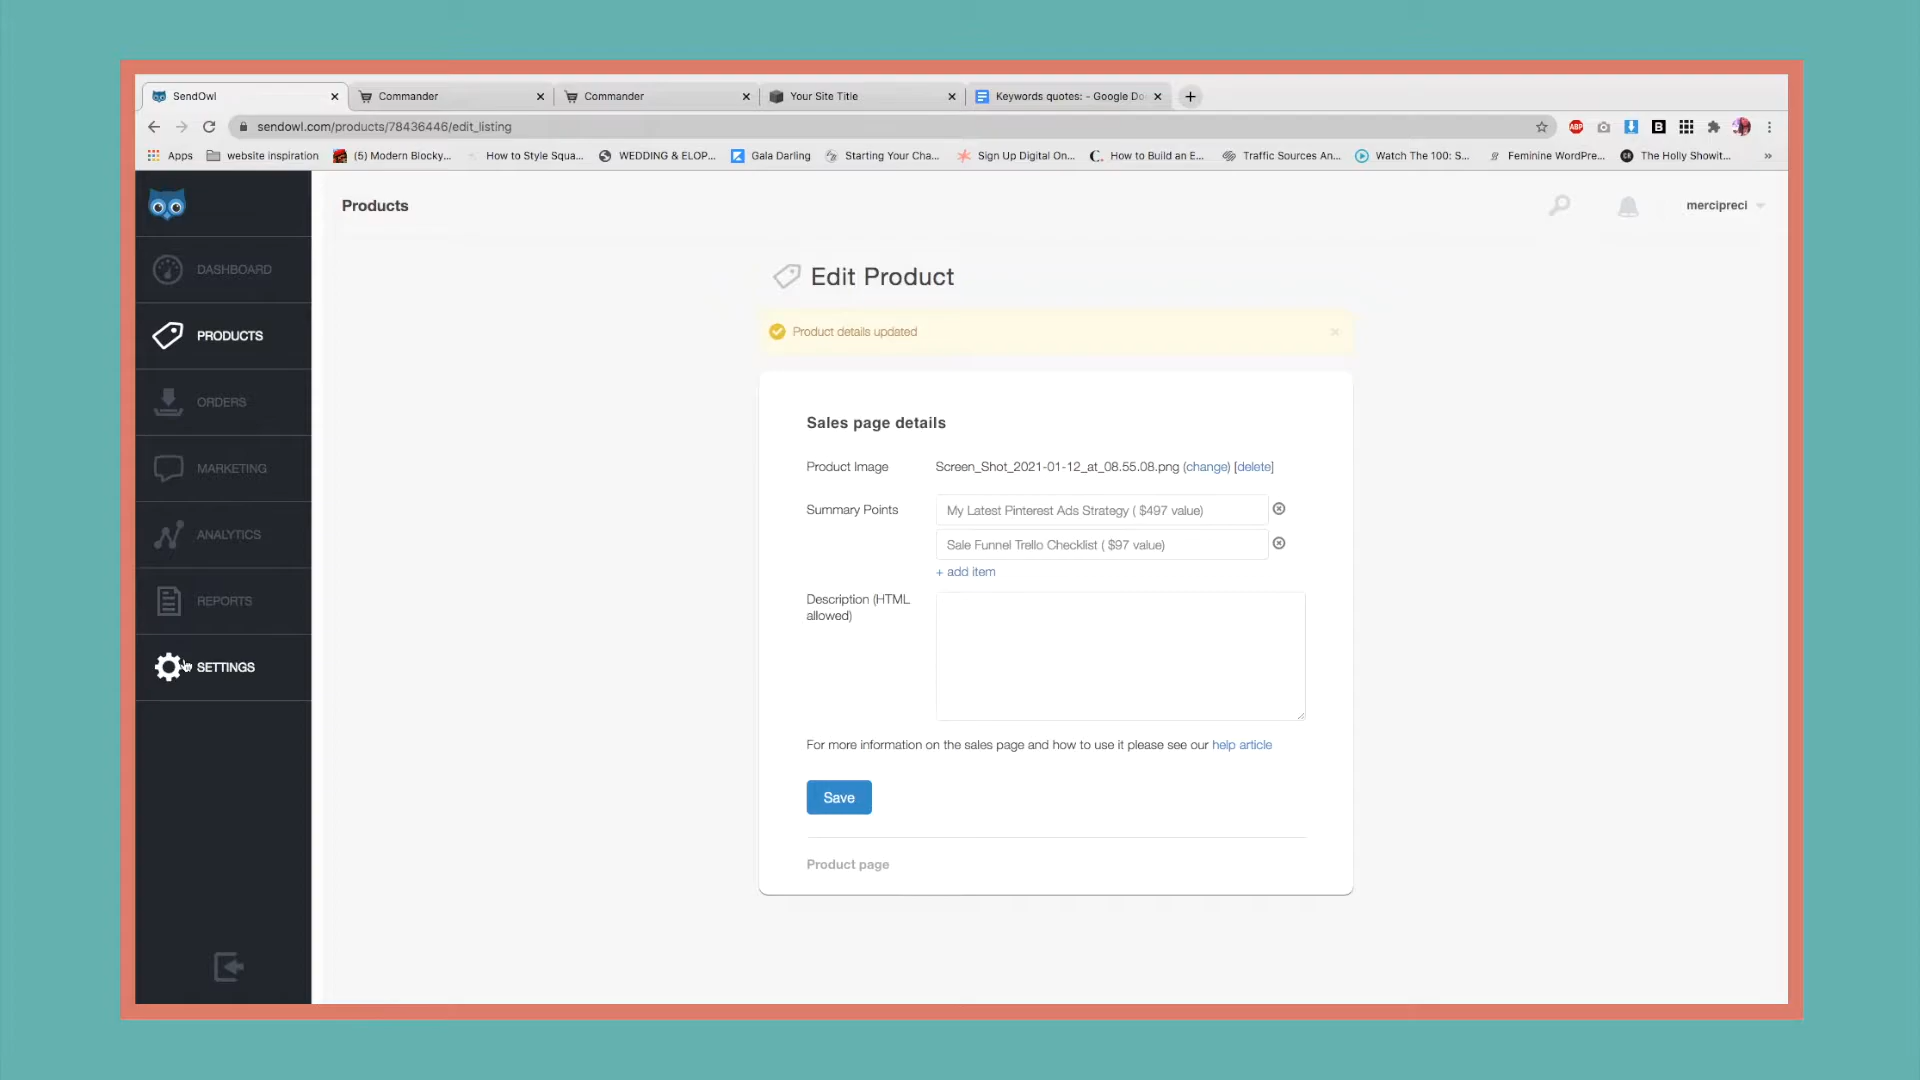 SendOwl
Commander
Commander
Your Site Title
Keywords quotes: - Google Do
sendowl.com/products/78436446/edit_listing
Apps
website inspiration
(5) Modern Blocky...
How to Style Squa...
WEDDING & ELOP...
Gala Darling
Starting Your Cha...
Sign Up Digital On...
How to Build an E...
Traffic Sources An...
Watch The 100: S...
Feminine WordPre...
The Holly Showit...
»
ABP
Products
mercipreci
DASHBOARD
PRODUCTS
ORDERS
MARKETING
ANALYTICS
REPORTS
SETTINGS
Edit Product
Product details updated
Sales page details
Product Image
Screen_Shot_2021-01-12_at_08.55.08.png (change) [delete]
Summary Points
My Latest Pinterest Ads Strategy ( $497 value)
Sale Funnel Trello Checklist ( $97 value)
+ add item
Description (HTML
allowed)
For more information on the sales page and how to use it please see our help article
Save
Product page